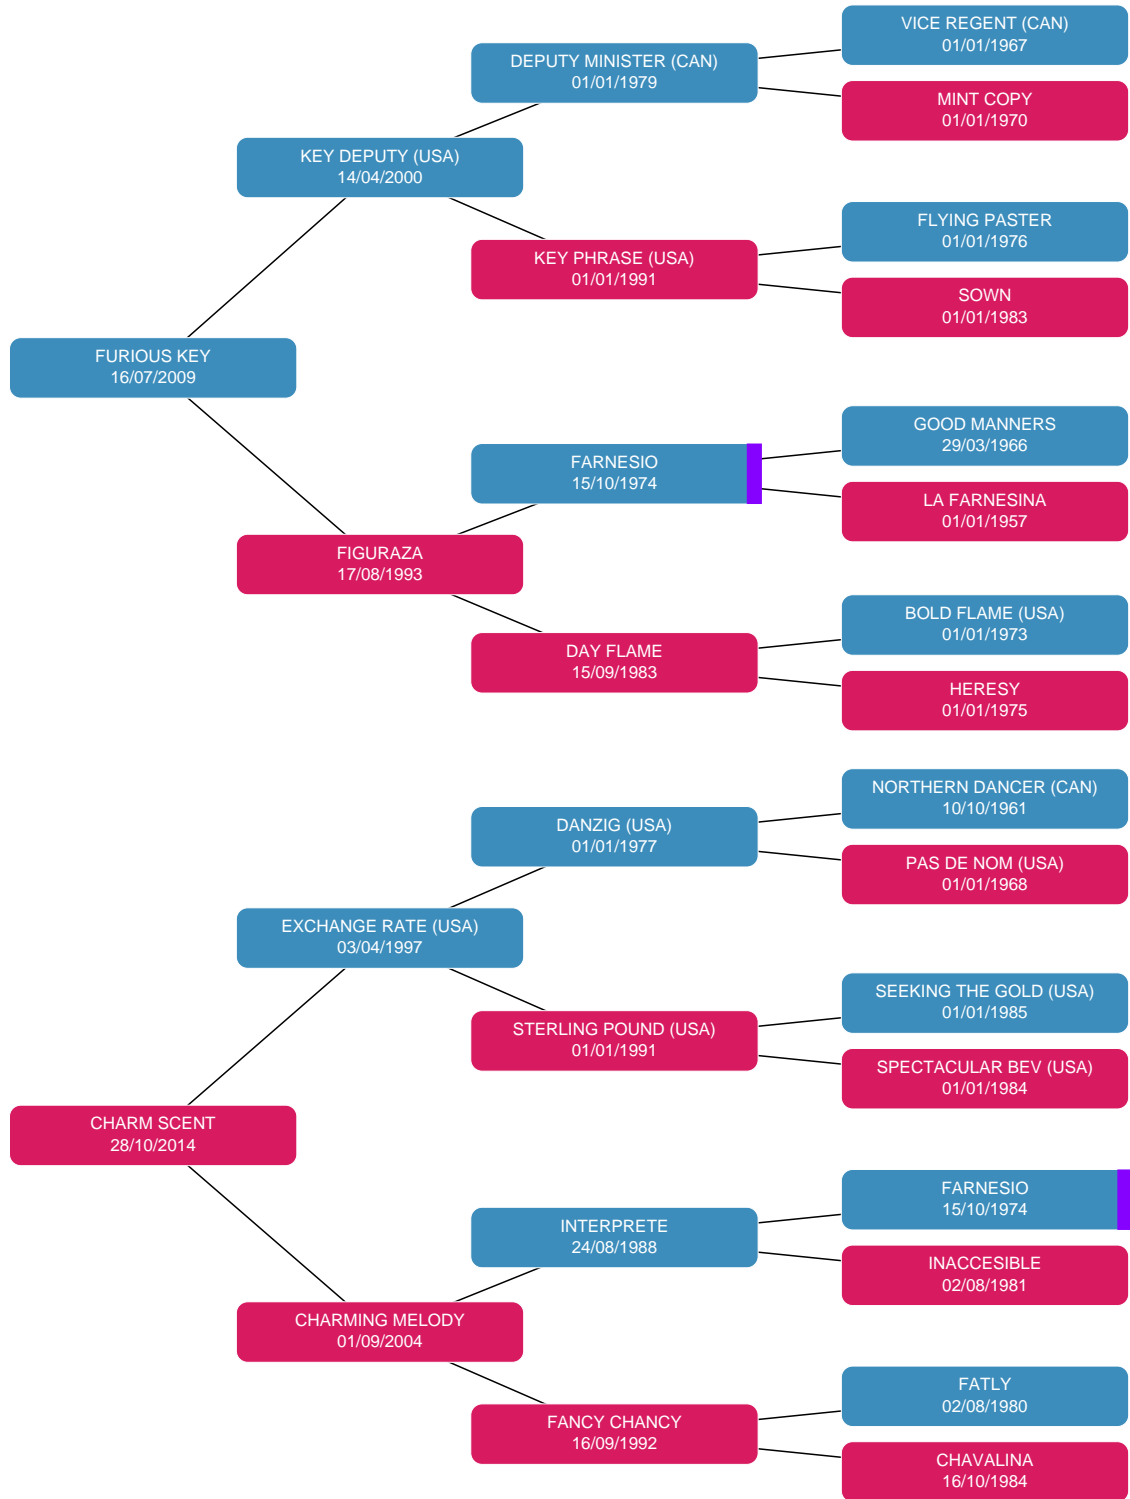 VICE REGENT (CAN)
01/01/1967
DEPUTY MINISTER (CAN)
01/01/1979
MINT COPY
01/01/1970
KEY DEPUTY (USA)
14/04/2000
FLYING PASTER
01/01/1976
KEY PHRASE (USA)
01/01/1991
SOWN
01/01/1983
FURIOUS KEY
16/07/2009
GOOD MANNERS
29/03/1966
FARNESIO
15/10/1974
LA FARNESINA
01/01/1957
FIGURAZA
17/08/1993
BOLD FLAME (USA)
01/01/1973
DAY FLAME
15/09/1983
HERESY
01/01/1975
NORTHERN DANCER (CAN)
10/10/1961
DANZIG (USA)
01/01/1977
PAS DE NOM (USA)
01/01/1968
EXCHANGE RATE (USA)
03/04/1997
SEEKING THE GOLD (USA)
01/01/1985
STERLING POUND (USA)
01/01/1991
SPECTACULAR BEV (USA)
01/01/1984
CHARM SCENT
28/10/2014
FARNESIO
15/10/1974
INTERPRETE
24/08/1988
INACCESIBLE
02/08/1981
CHARMING MELODY
01/09/2004
FATLY
02/08/1980
FANCY CHANCY
16/09/1992
CHAVALINA
16/10/1984